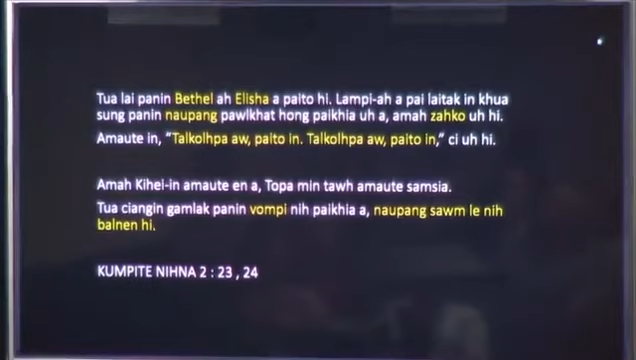 Tua lai panin Bethel ah Elisha a paito hi. Lampi-ah a pai laitak in khua
sung panin naupang pawlkhat hong paikhia uh a, amah zahko uh hi.
Amaute in, “Talkolhpa aw, paito in. Talkolhpa aw, paito in,” ci uh hi.
Amah Kihei-in amaute en a, Topa min tawh amaute samsia.
Tua ciangin gamlak panin vompi nih paikhia a, naupang sawm le nih
balnen hi.
KUMPITE NIHNA 2 : 23 , 24